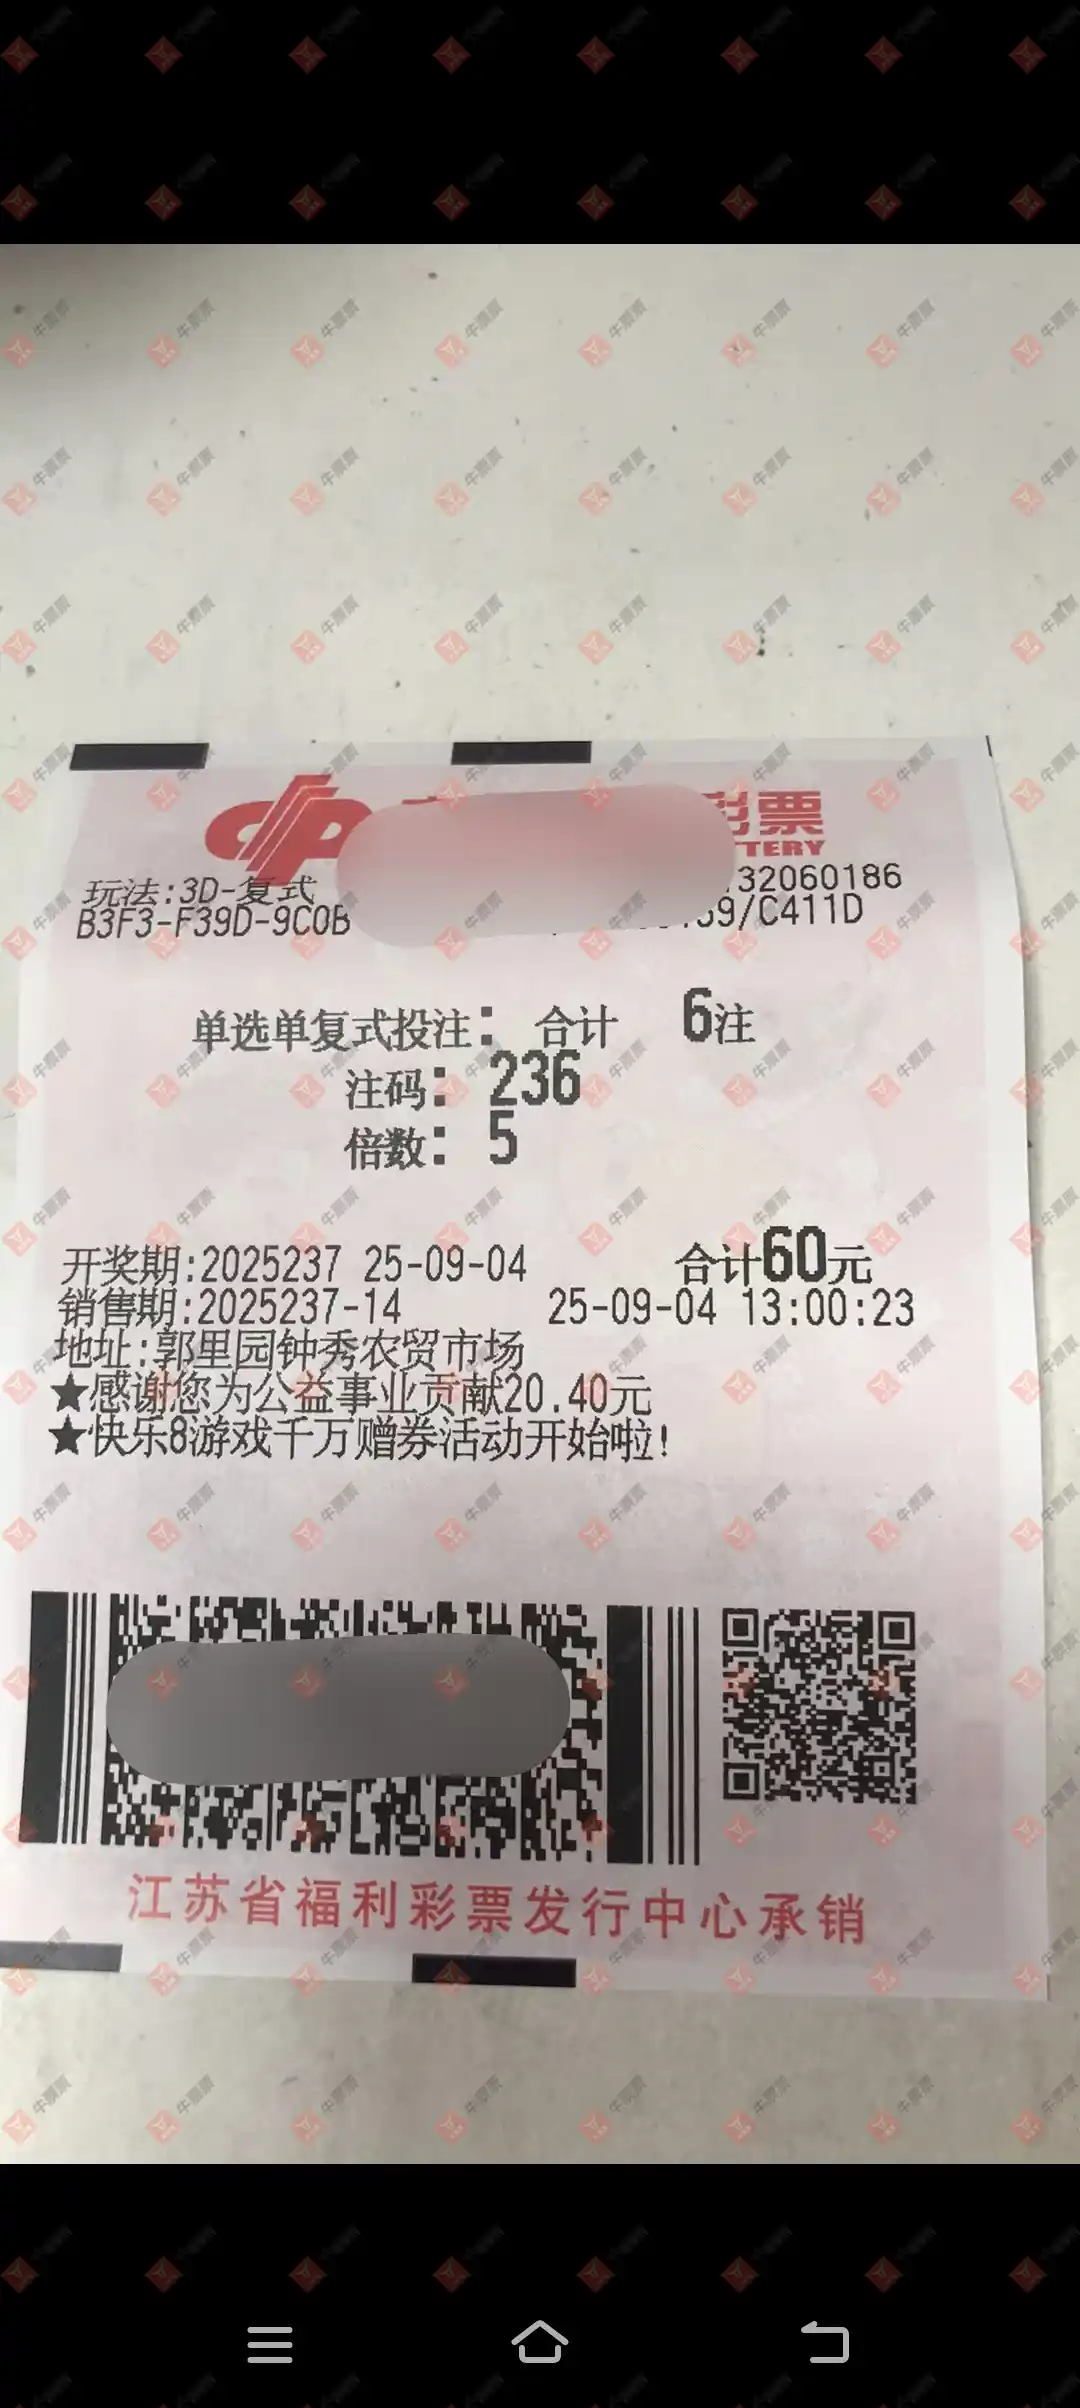 彩票
TTERY
玩法:3D-复式
32060186
B3F3-F39D-9C0B
59/C411D
单选单复式投注: 合计 6注
注码: 236
倍数: 5
开奖期:2025237 25-09-04 合计60元
销售期:2025237-14 25-09-04 13:00:23
地址:郭里园钟秀农贸市场
★感谢您为公益事业贡献20.40元
★快乐8游戏千万赠券活动开始啦!
江苏省福利彩票发行中心承销
牛票票